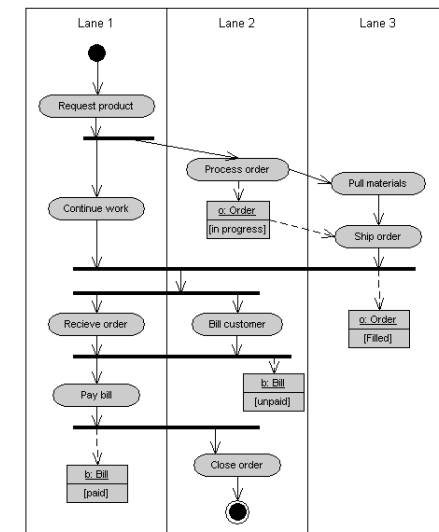 Lane 1
Lane 2
Lane 3
Request product
Process order
Pull materials
Continue work
o: Order
[in progress]
Ship order
Recieve order
Bill customer
o: Order
[Filled]
Pay bill
b: Bill
[unpaid]
Close order
b: Bill
[paid]